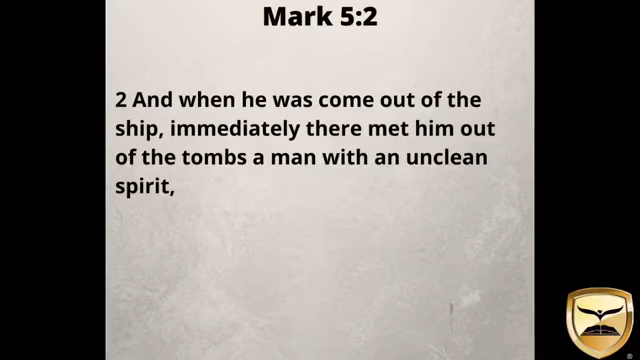 Mark 5:2
2 And when he was come out of the
ship, immediately there met him out
of the tombs a man with an unclean
spirit,
®